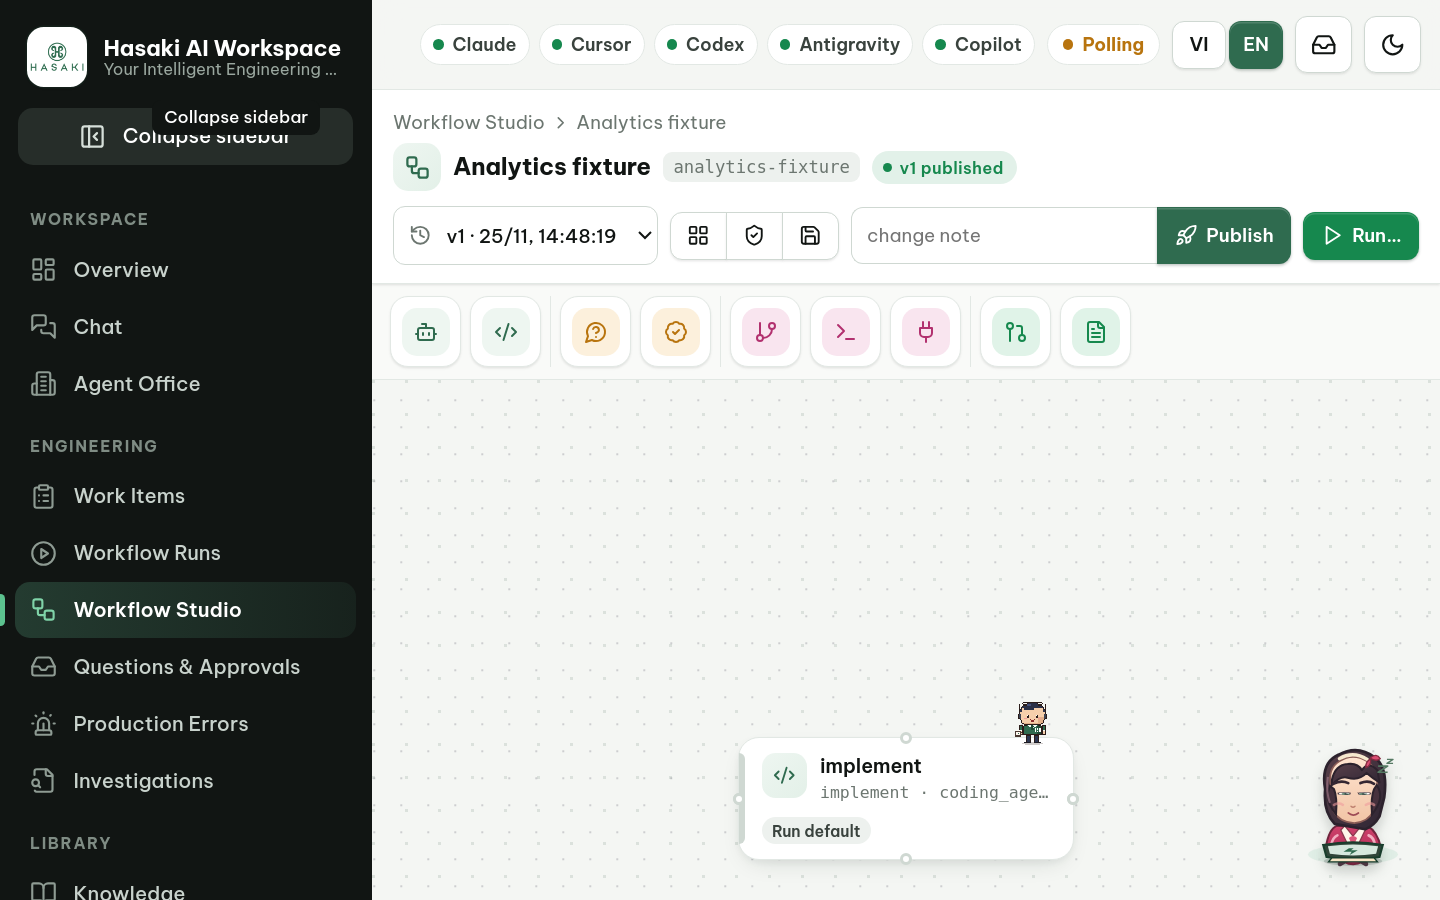 HASAKI
Hasaki AI Workspace
Your Intelligent Engineering ...
Collapse sidebar
Collapse sidebar
WORKSPACE
Overview
Chat
Agent Office
ENGINEERING
Work Items
Workflow Runs
Workflow Studio
Questions & Approvals
Production Errors
Investigations
LIBRARY
Knowledge
Claude
Cursor
Codex
Antigravity
Copilot
Polling
VI
EN
Workflow Studio > Analytics fixture
Analytics fixture
analytics-fixture
v1 published
v1 · 25/11, 14:48:19
change note
Publish
Run...
implement
implement · coding_age…
Run default